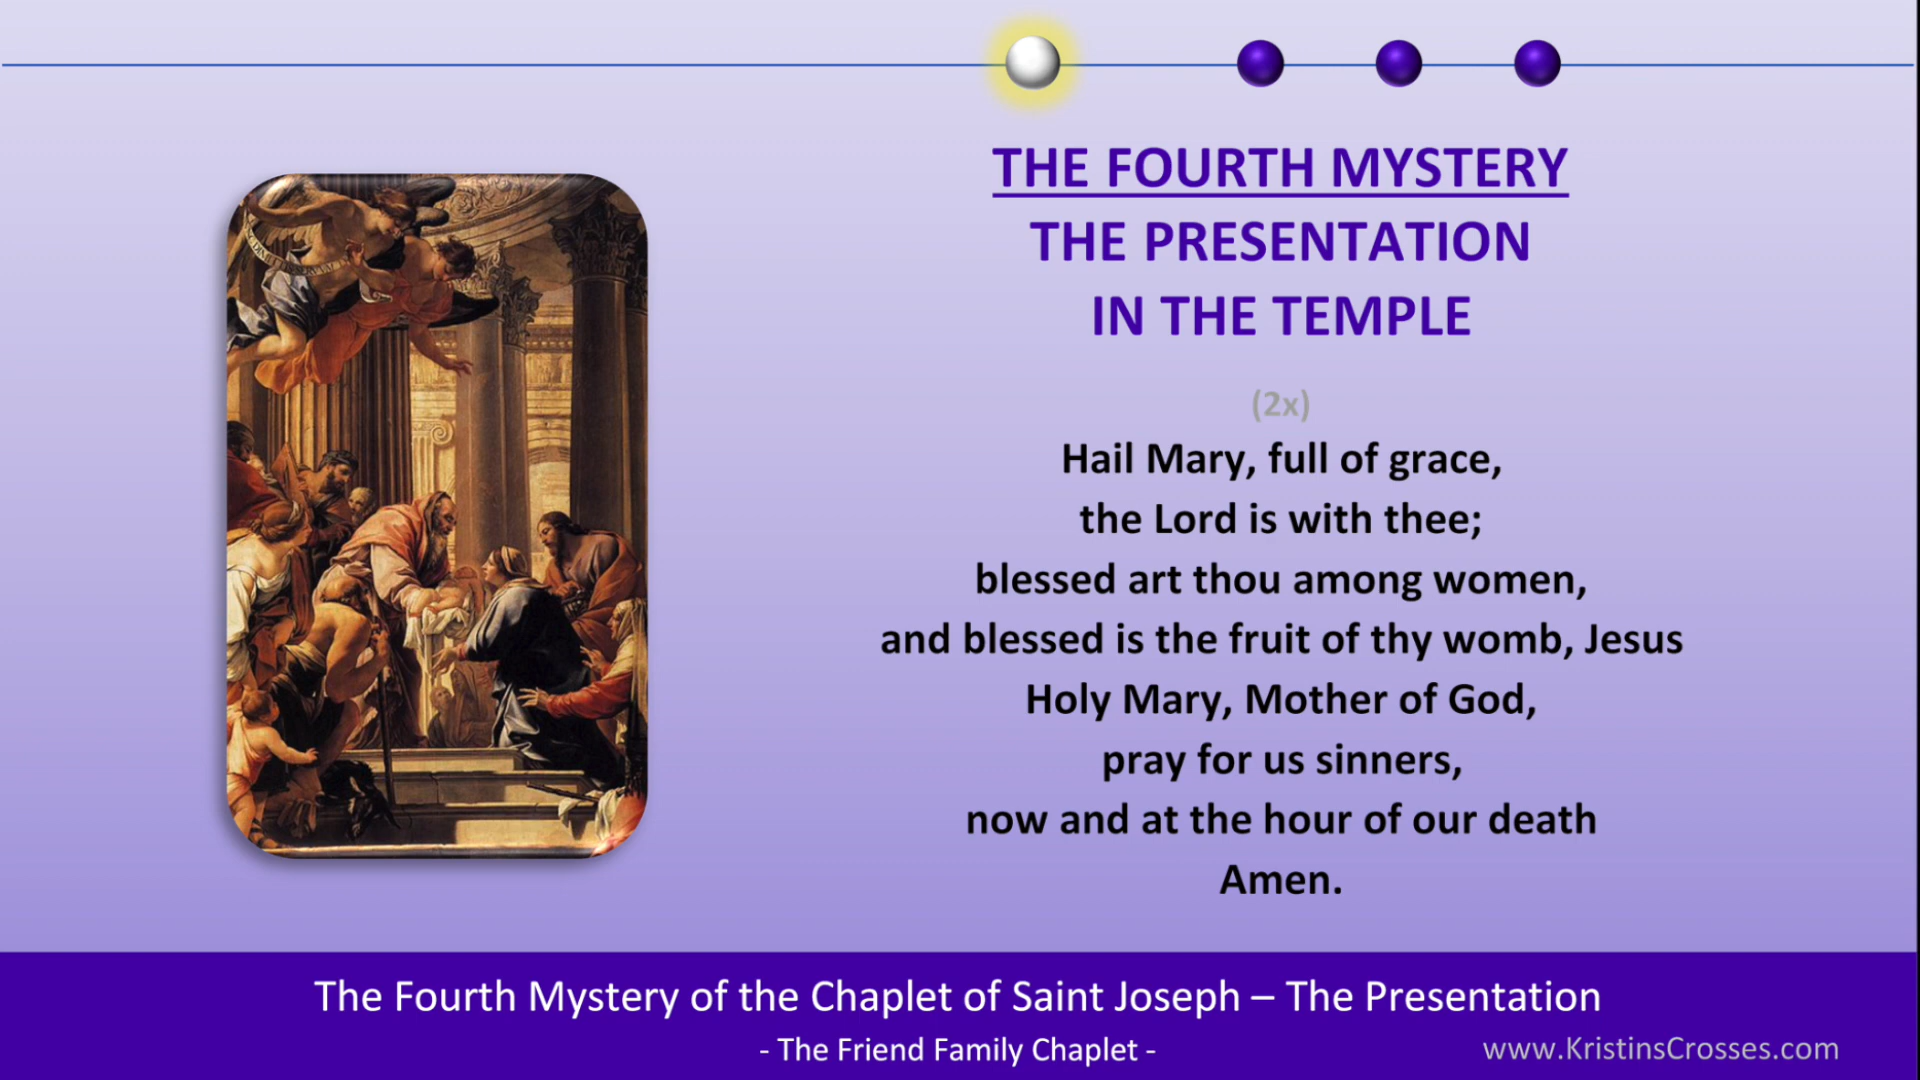 THE FOURTH MYSTERY
THE PRESENTATION
IN THE TEMPLE
(2x)
Hail Mary, full of grace,
the Lord is with thee;
blessed art thou among women,
and blessed is the fruit of thy womb, Jesus
Holy Mary, Mother of God,
pray for us sinners,
now and at the hour of our death
Amen.
The Fourth Mystery of the Chaplet of Saint Joseph – The Presentation
- The Friend Family Chaplet -
www.KristinsCrosses.com